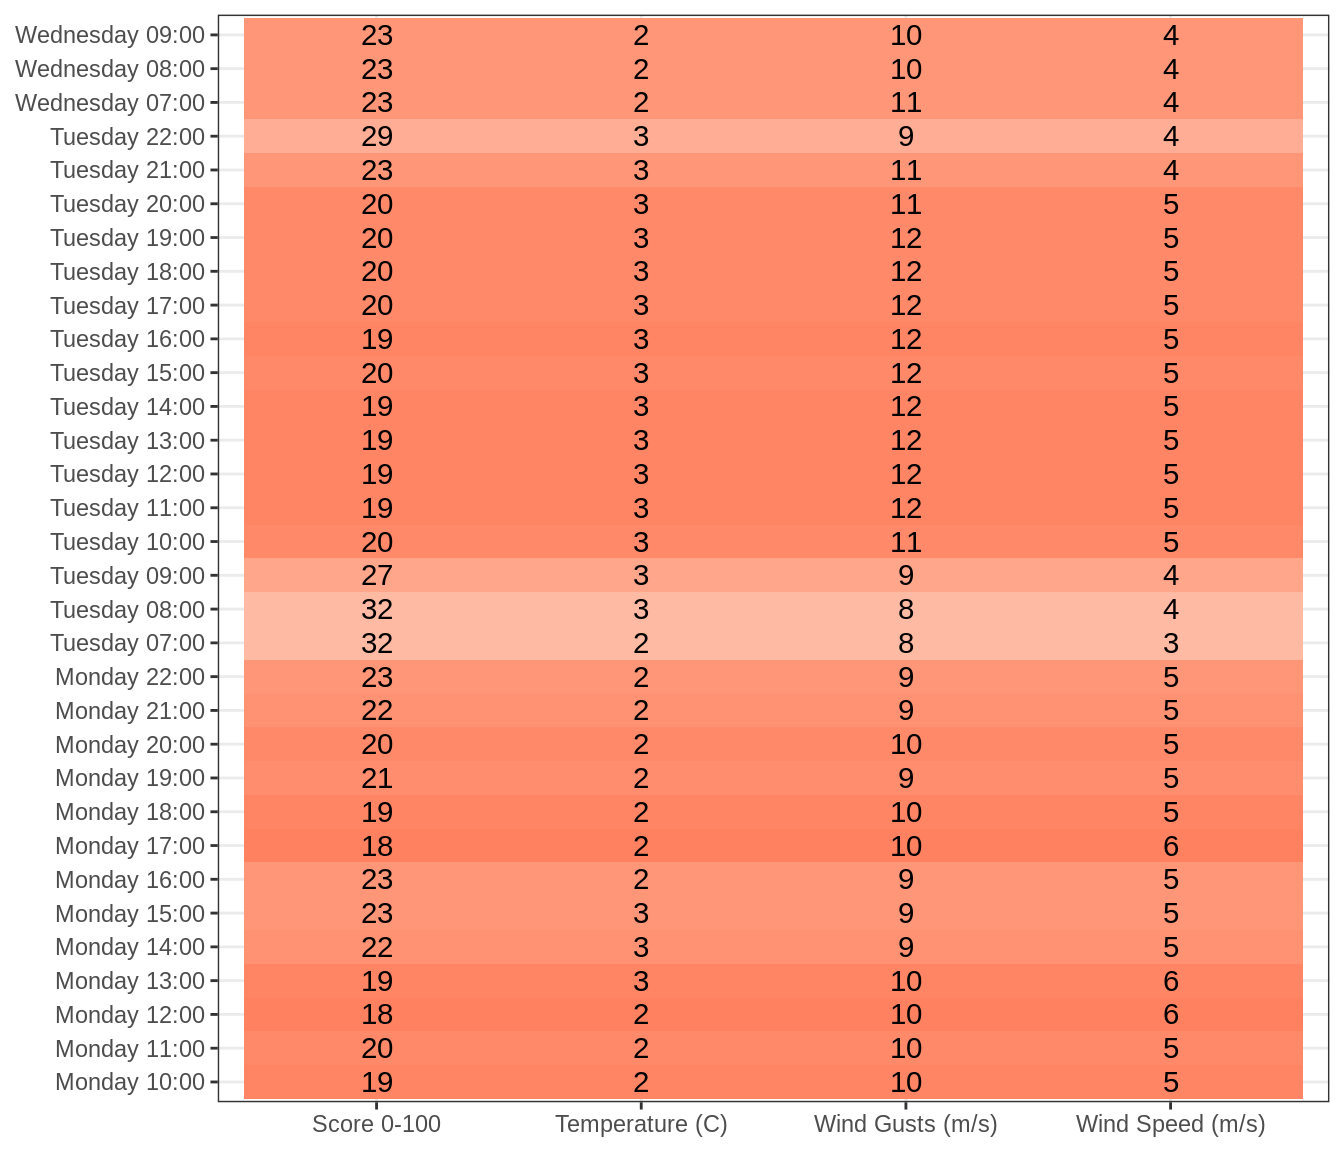 Wednesday 09:00 23 2 10 4
Wednesday 08:00 23 2 10 4
Wednesday 07:00 23 2 11 4
Tuesday 22:00 29 3 9 4
Tuesday 21:00 23 3 11 4
Tuesday 20:00 20 3 11 5
Tuesday 19:00 20 3 12 5
Tuesday 18:00 20 3 12 5
Tuesday 17:00 20 3 12 5
Tuesday 16:00 19 3 12 5
Tuesday 15:00 20 3 12 5
Tuesday 14:00 19 3 12 5
Tuesday 13:00 19 3 12 5
Tuesday 12:00 19 3 12 5
Tuesday 11:00 19 3 12 5
Tuesday 10:00 20 3 11 5
Tuesday 09:00 27 3 9 4
Tuesday 08:00 32 3 8 4
Tuesday 07:00 32 2 8 3
Monday 22:00 23 2 9 5
Monday 21:00 22 2 9 5
Monday 20:00 20 2 10 5
Monday 19:00 21 2 9 5
Monday 18:00 19 2 10 5
Monday 17:00 18 2 10 6
Monday 16:00 23 2 9 5
Monday 15:00 23 3 9 5
Monday 14:00 22 3 9 5
Monday 13:00 19 3 10 6
Monday 12:00 18 2 10 6
Monday 11:00 20 2 10 5
Monday 10:00 19 2 10 5
Score 0-100 Temperature (C) Wind Gusts (m/s) Wind Speed (m/s)